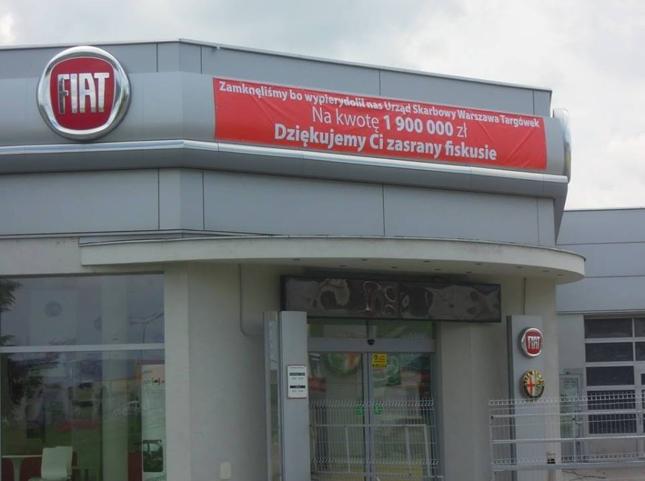 FIAT
Zamknęliśmy bo wypierydolił nas Urząd Skarbowy Warszawa Targówek
Na kwotę 1 900 000 zł
Dziękujemy Ci zasrany fiskusie
FIAT